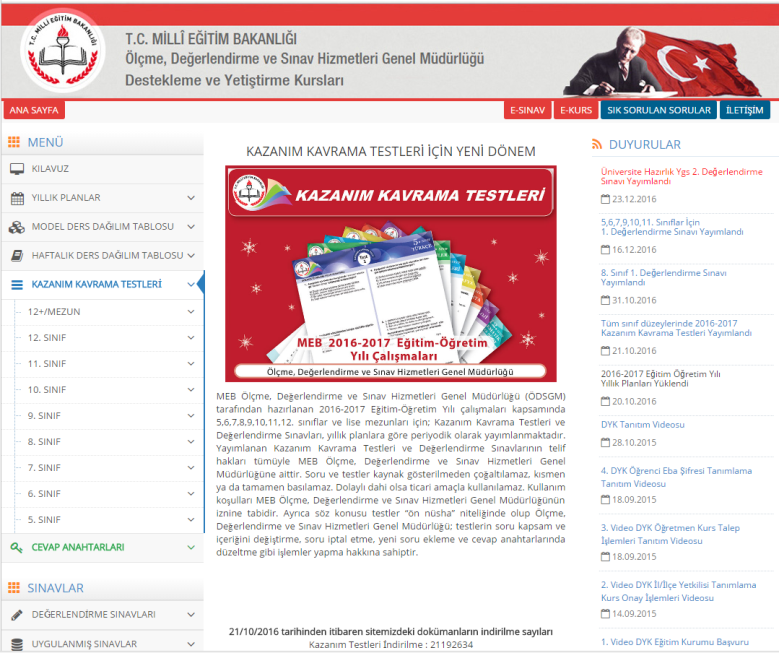 T.C. MİLLÎ EĞİTİM BAKANLIĞI
T.C. MİLLÎ EĞİTİM BAKANLIĞI
Ölçme, Değerlendirme ve Sınav Hizmetleri Genel Müdürlüğü
Destekleme ve Yetiştirme Kursları
ANA SAYFA
E-SINAV
E-KURS
SIK SORULAN SORULAR
İLETİŞİM
MENÜ
KILAVUZ
YILLIK PLANLAR
MODEL DERS DAĞILIM TABLOSU
HAFTALIK DERS DAĞILIM TABLOSU
KAZANIM KAVRAMA TESTLERİ
12+/MEZUN
12. SINIF
11. SINIF
10. SINIF
9. SINIF
8. SINIF
7. SINIF
6. SINIF
5. SINIF
CEVAP ANAHTARLARI
SINAVLAR
DEĞERLENDİRME SINAVLARI
UYGULANMIŞ SINAVLAR
KAZANIM KAVRAMA TESTLERİ İÇİN YENİ DÖNEM
KAZANIM KAVRAMA TESTLERİ
MEB 2016-2017 Eğitim-Öğretim
Yılı Çalışmaları
Ölçme, Değerlendirme ve Sınav Hizmetleri Genel Müdürlüğü
MEB Ölçme, Değerlendirme ve Sınav Hizmetleri Genel Müdürlüğü (ÖDSGM)
tarafından hazırlanan 2016-2017 Eğitim-Öğretim Yılı çalışmaları kapsamında
5,6,7,8,9,10,11,12. sınıflar ve lise mezunları için; Kazanım Kavrama Testleri ve
Değerlendirme Sınavları, yıllık planlara göre periyodik olarak yayımlanmaktadır.
Yayımlanan Kazanım Kavrama Testleri ve Değerlendirme Sınavlarının telif
hakları tümüyle MEB Ölçme, Değerlendirme ve Sınav Hizmetleri Genel
Müdürlüğüne aittir. Soru ve testler kaynak gösterilmeden çoğaltılamaz, kısmen
ya da tamamen basılamaz. Dolaylı dahi olsa ticari amaçla kullanılamaz. Kullanım
koşulları MEB Ölçme, Değerlendirme ve Sınav Hizmetleri Genel Müdürlüğünün
iznine tabidir. Ayrıca söz konusu testler “ön nüsha” niteliğinde olup Ölçme,
Değerlendirme ve Sınav Hizmetleri Genel Müdürlüğü; testlerin soru kapsam ve
içeriğini değiştirme, soru iptal etme, yeni soru ekleme ve cevap anahtarlarında
düzeltme gibi işlemler yapma hakkına sahiptir.
21/10/2016 tarihinden itibaren sitemizdeki dokümanların indirilme sayıları
Kazanım Testleri İndirilme : 21192634
DUYURULAR
Üniversite Hazırlık Ygs 2. Değerlendirme
Sınavı Yayımlandı
23.12.2016
5,6,7,9,10,11. Sınıflar İçin
1. Değerlendirme Sınavı Yayımlandı
16.12.2016
8. Sınıf 1. Değerlendirme Sınavı
Yayımlandı
31.10.2016
Tüm sınıf düzeylerinde 2016-2017
Kazanım Kavrama Testleri Yayımlandı
21.10.2016
2016-2017 Eğitim Öğretim Yılı
Yıllık Planları Yüklendi
20.10.2016
DYK Tanıtım Videosu
28.10.2015
4. DYK Öğrenci Eba Şifresi Tanımlama
Tanıtım Videosu
18.09.2015
3. Video DYK Öğretmen Kurs Talep
İşlemleri Tanıtım Videosu
18.09.2015
2. Video DYK İl/İlçe Yetkilisi Tanımlama
Kurs Onay İşlemleri Videosu
14.09.2015
1. Video DYK Eğitim Kurumu Başvuru